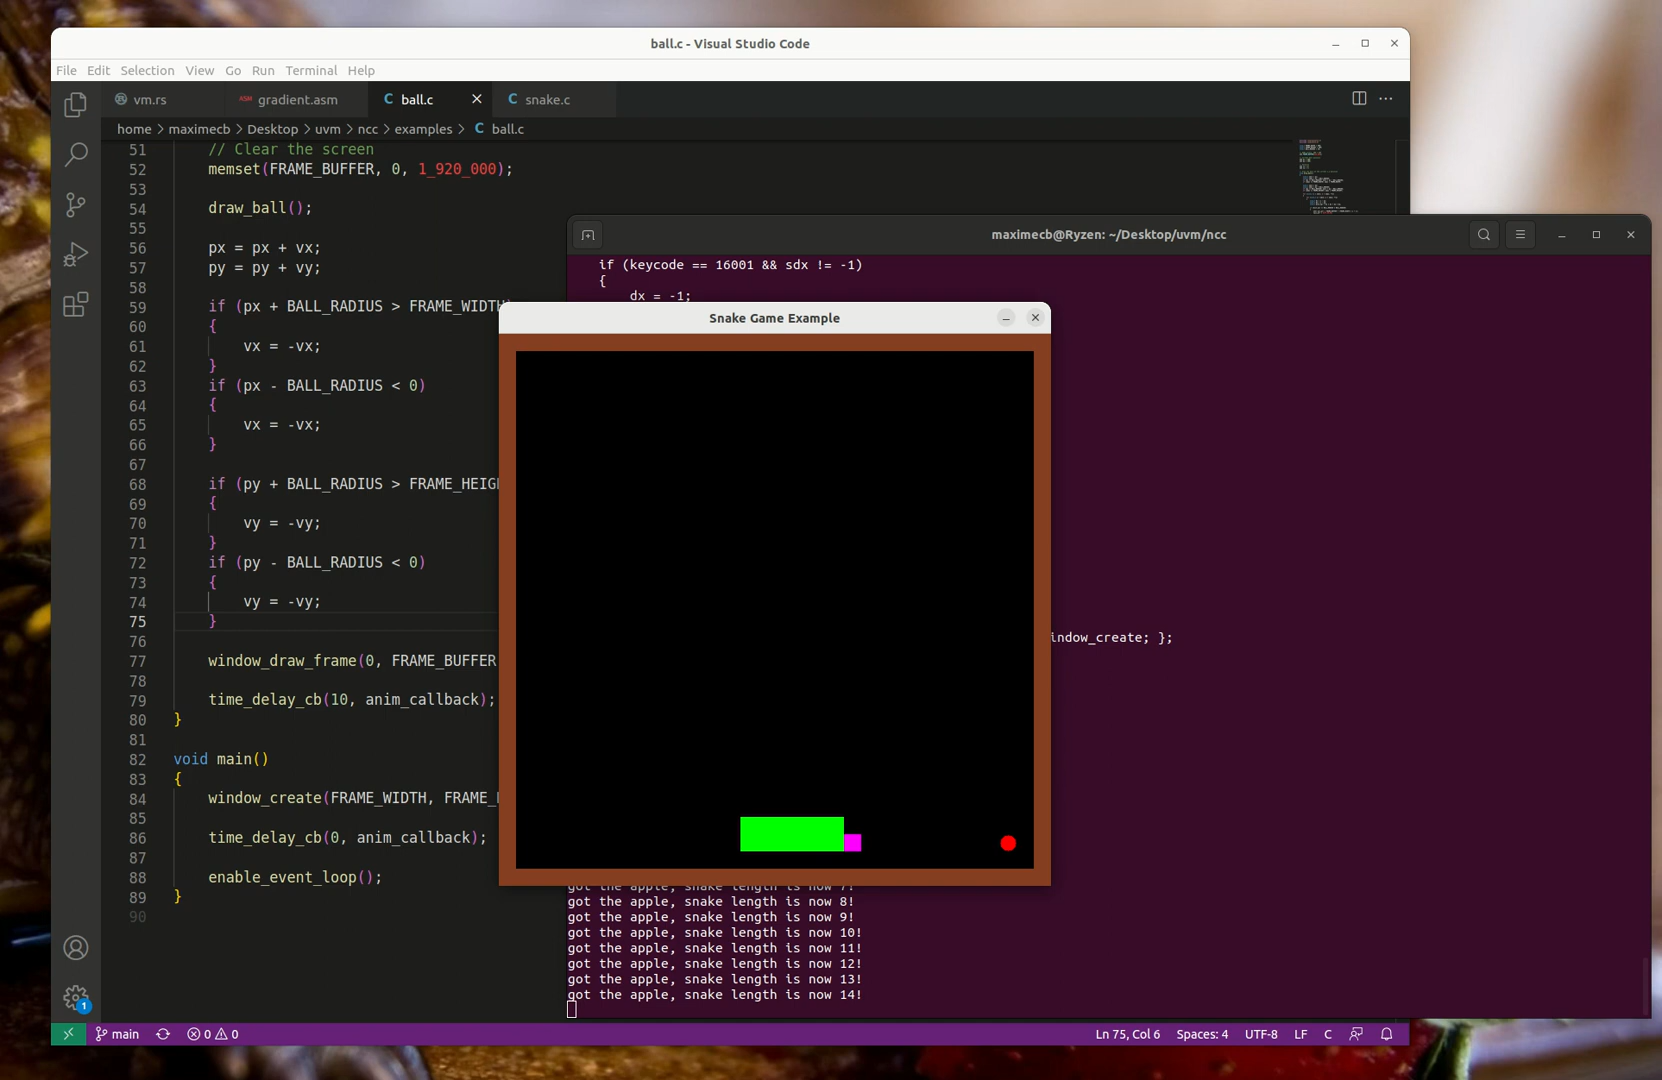 ball.c - Visual Studio Code
File Edit Selection View Go Run Terminal Help
vm.rs ASM gradient.asm C ball.c C snake.c
home > maximecb > Desktop > uvm > ncc > examples > C ball.c
51 // Clear the screen
52 memset(FRAME_BUFFER, 0, 1_920_000);
53
54 draw_ball();
55
56 px = px + vx;
57 py = py + vy;
58
59 if (px + BALL_RADIUS > FRAME_WIDTH
60 {
61 vx = -vx;
62 }
63 if (px - BALL_RADIUS < 0)
64 {
65 vx = -vx;
66 }
67
68 if (py + BALL_RADIUS > FRAME_HEIG
69 {
70 vy = -vy;
71 }
72 if (py - BALL_RADIUS < 0)
73 {
74 vy = -vy;
75 }
76
77 window_draw_frame(0, FRAME_BUFFER
78
79 time_delay_cb(10, anim_callback);
80 }
81
82 void main()
83 {
84 window_create(FRAME_WIDTH, FRAME_
85
86 time_delay_cb(0, anim_callback);
87
88 enable_event_loop();
89 }
90
maximecb@Ryzen: ~/Desktop/uvm/ncc
if (keycode == 16001 && sdx != -1)
{
dx = -1;
Snake Game Example
indow_create; };
got the apple, snake length is now 7!
got the apple, snake length is now 8!
got the apple, snake length is now 9!
got the apple, snake length is now 10!
got the apple, snake length is now 11!
got the apple, snake length is now 12!
got the apple, snake length is now 13!
got the apple, snake length is now 14!
1
main 0 0 Ln 75, Col 6 Spaces: 4 UTF-8 LF C